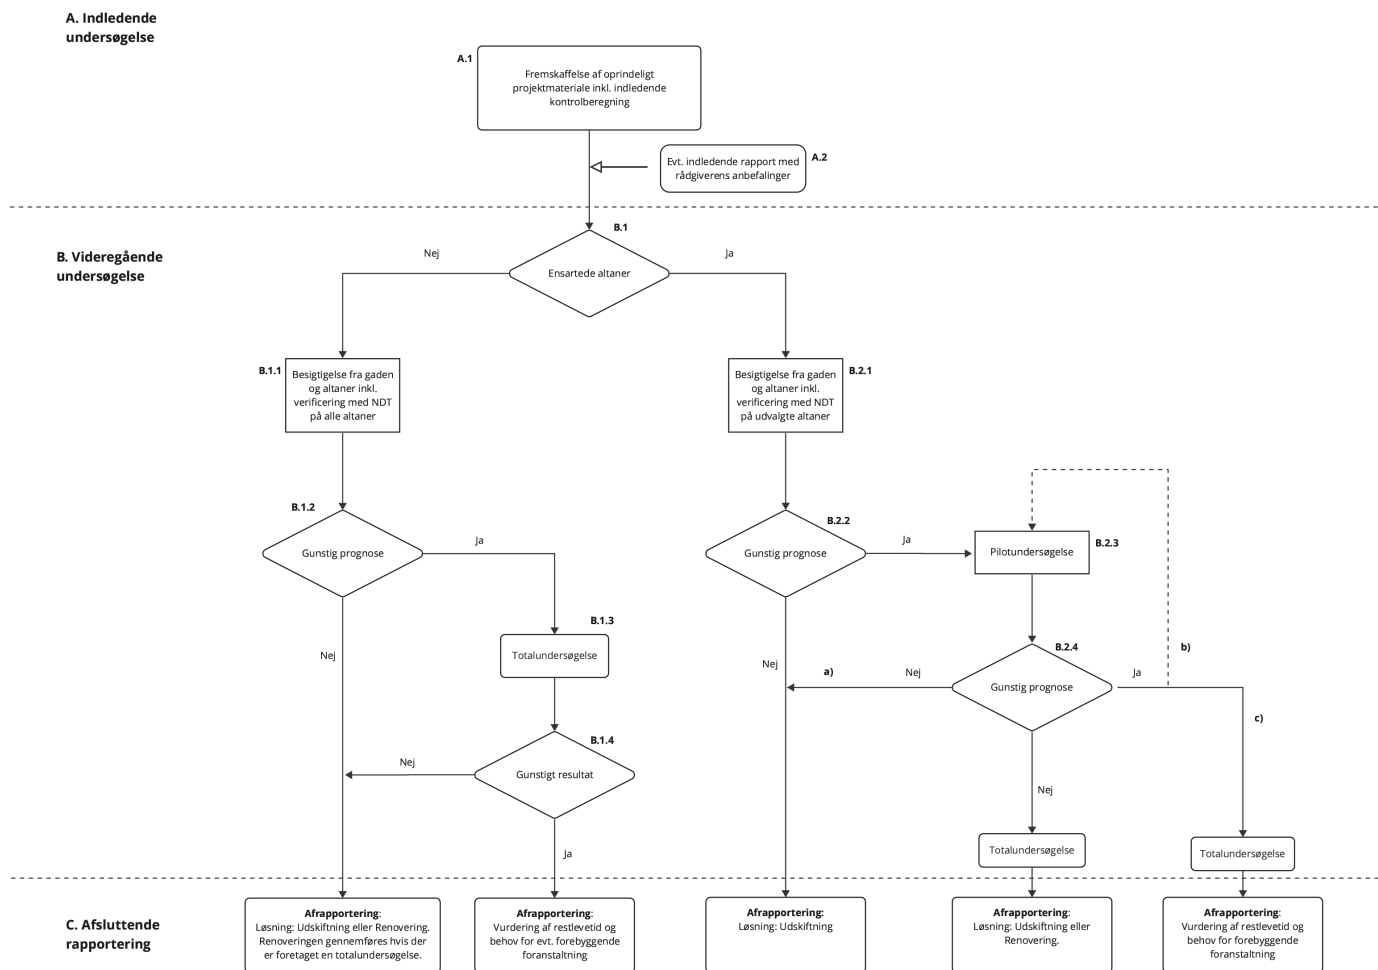 A. Indledende
undersøgelse
A.1
Fremskaffelse af oprindeligt
projektmateriale inkl. indledende
kontrolberegning
Evt. indledende rapport med
rådgiverens anbefalinger
A.2
B. Videregående
undersøgelse
B.1
Nej
Ja
Ensartede altaner
B.1.1
Besigtigelse fra gaden
og altaner inkl.
verificering med NDT
på alle altaner
Besigtigelse fra gaden
og altaner inkl.
verificering med NDT
på udvalgte altaner
B.2.1
B.1.2
Gunstig prognose
Ja
B.2.2
Gunstig prognose
Ja
Pilotundersøgelse
B.2.3
B.1.3
Totalundersøgelse
Nej
Nej
a)
Nej
B.2.4
Gunstig prognose
Ja
b)
c)
B.1.4
Gunstigt resultat
Nej
Ja
Nej
Totalundersøgelse
Totalundersøgelse
C. Afsluttende
rapportering
Afrapportering:
Løsning: Udskiftning eller Renovering.
Renoveringen gennemføres hvis der
er foretaget en totalundersøgelse.
Afrapportering:
Vurdering af restlevetid og
behov for evt. forebyggende
foranstaltning
Afrapportering:
Løsning: Udskiftning
Afrapportering:
Løsning: Udskiftning eller
Renovering.
Afrapportering:
Vurdering af restlevetid og
behov for forebyggende
foranstaltning